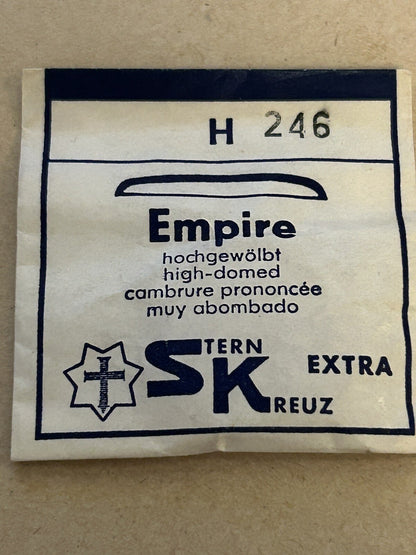 H 246
Empire
hochgewölbt
high-domed
cambrure prononcée
muy abombado
STERN
KREUZ EXTRA